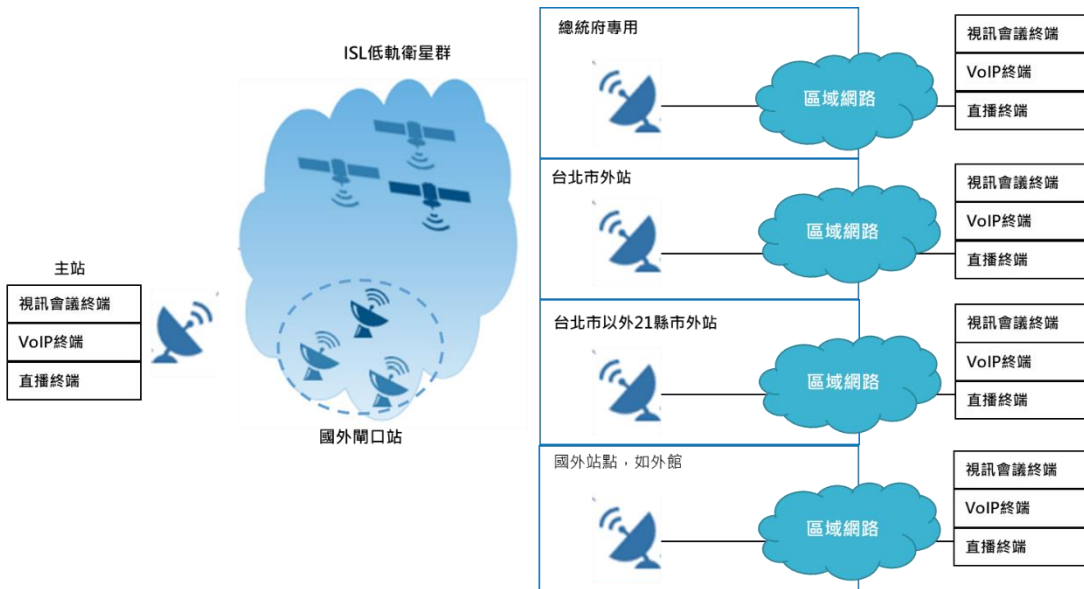 ISL低軌衛星群
主站
視訊會議終端
VoIP終端
直播終端
國外閘口站
總統府專用
區域網路
視訊會議終端
VoIP終端
直播終端
台北市外站
區域網路
視訊會議終端
VoIP終端
直播終端
台北市以外21縣市外站
區域網路
視訊會議終端
VoIP終端
直播終端
國外站點，如外館
區域網路
視訊會議終端
VoIP終端
直播終端